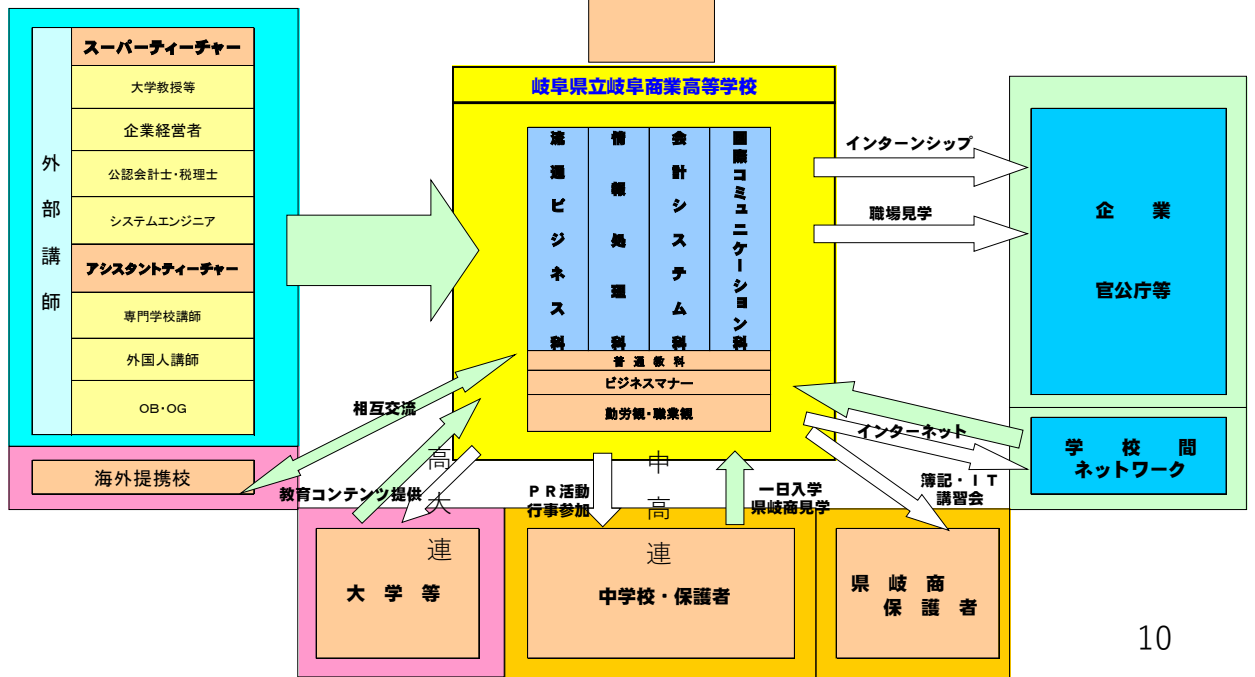 外部講師
スーパーティーチャー
大学教授等
企業経営者
公認会計士・税理士
システムエンジニア
アシスタントティーチャー
専門学校講師
外国人講師
OB・OG
海外提携校
岐阜県立岐阜商業高等学校
流通ビジネス科
情報処理科
会計システム科
国際コミュニケーション科
普通教科
ビジネスマナー
勤労観・職業観
インターンシップ
職場見学
企業
官公庁等
相互交流
インターネット
学校間
ネットワーク
教育コンテンツ提供
高大連
PR活動
行事参加
中高連
一日入学
県岐商見学
簿記・IT
講習会
大学等
中学校・保護者
県岐商
保護者
10